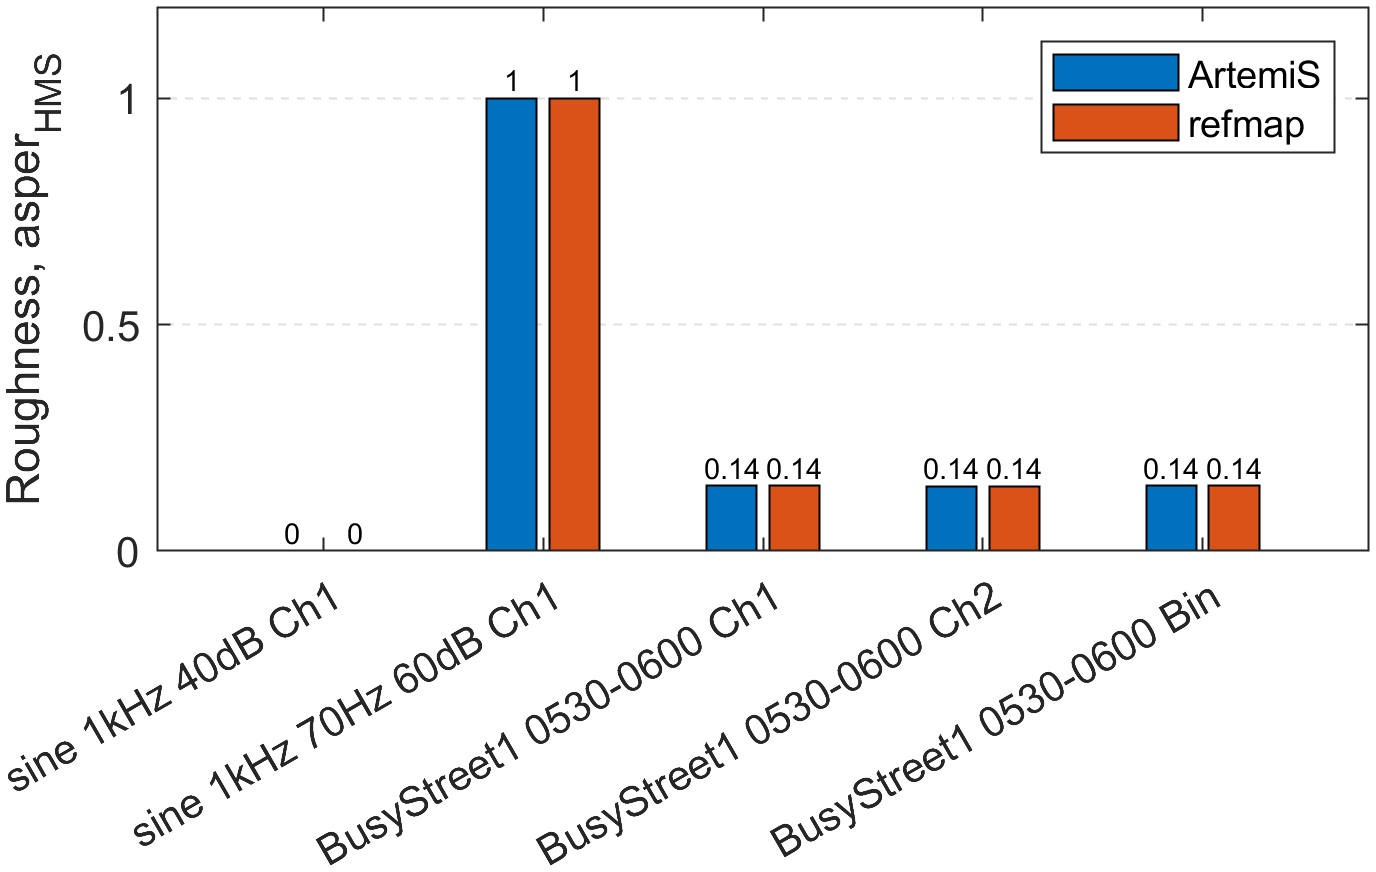 Roughness, asperHMS
1
0.5
0
ArtemiS
refmap
0 0
1 1
0.14 0.14
0.14 0.14
0.14 0.14
sine 1kHz 40dB Ch1
sine 1kHz 70Hz 60dB Ch1
BusyStreet1 0530-0600 Ch1
BusyStreet1 0530-0600 Ch2
BusyStreet1 0530-0600 Bin